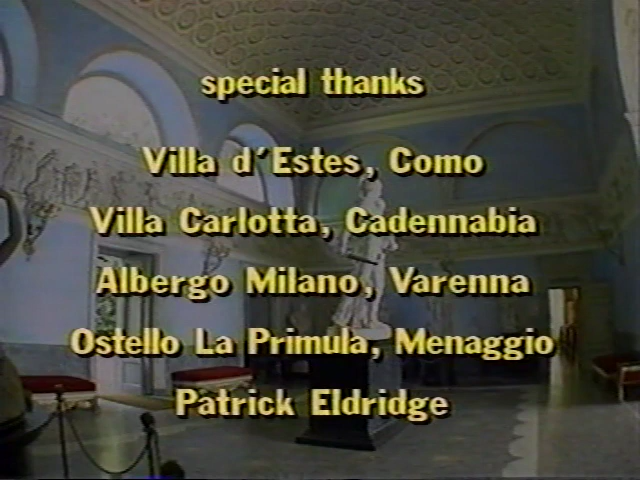 special thanks
Villa d´Estes, Como
Villa Carlotta, Cadennabia
Albergo Milano, Varenna
Ostello La Primula, Menaggio
Patrick Eldridge